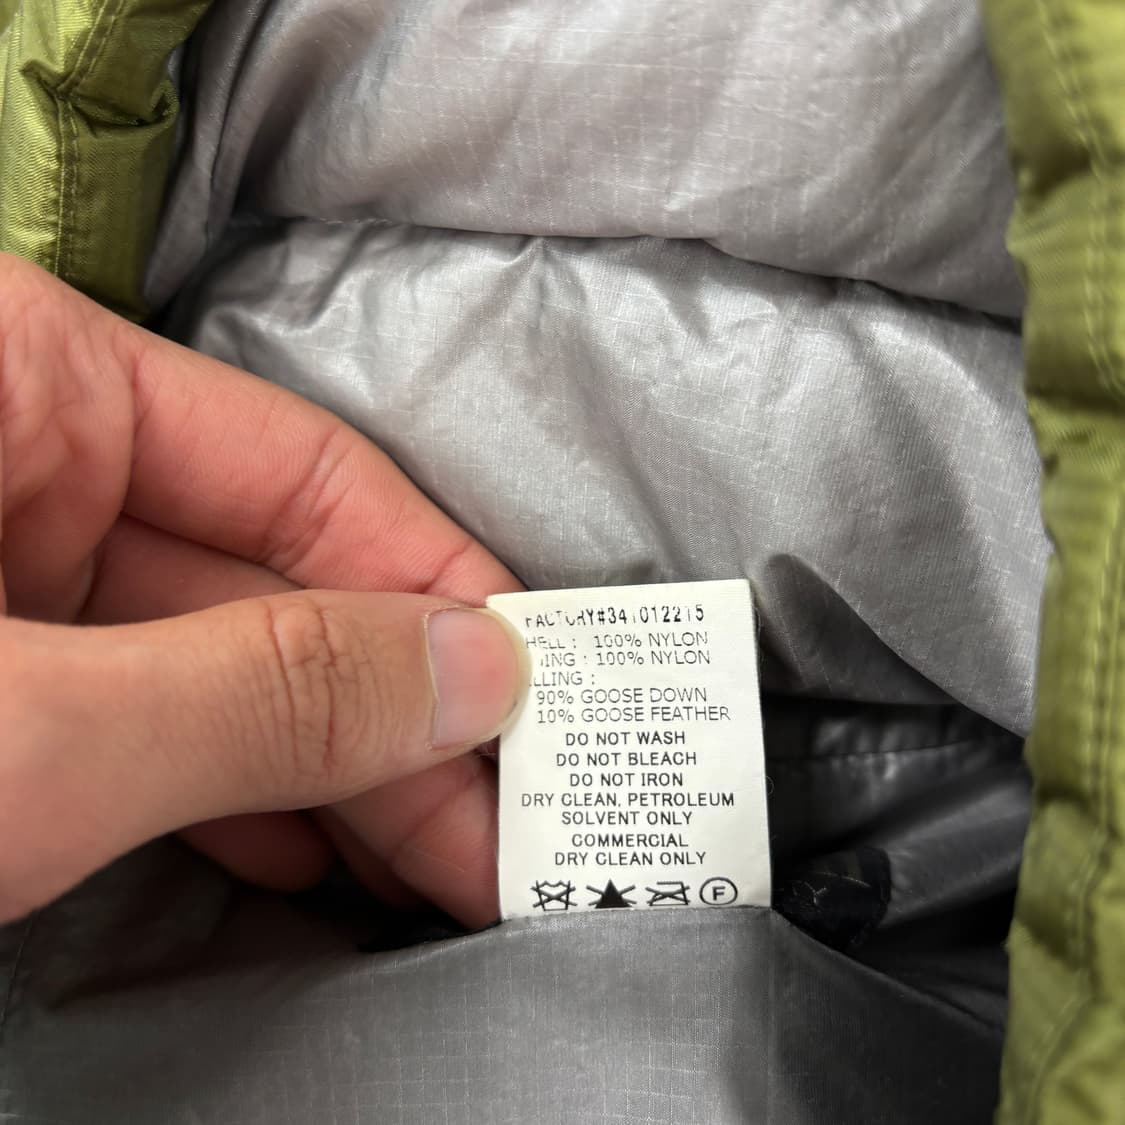 FACTORY#341012215
HELL : 100% NYLON
NING : 100% NYLON
LLING :
90% GOOSE DOWN
10% GOOSE FEATHER
DO NOT WASH
DO NOT BLEACH
DO NOT IRON
DRY CLEAN, PETROLEUM
SOLVENT ONLY
COMMERCIAL
DRY CLEAN ONLY
F